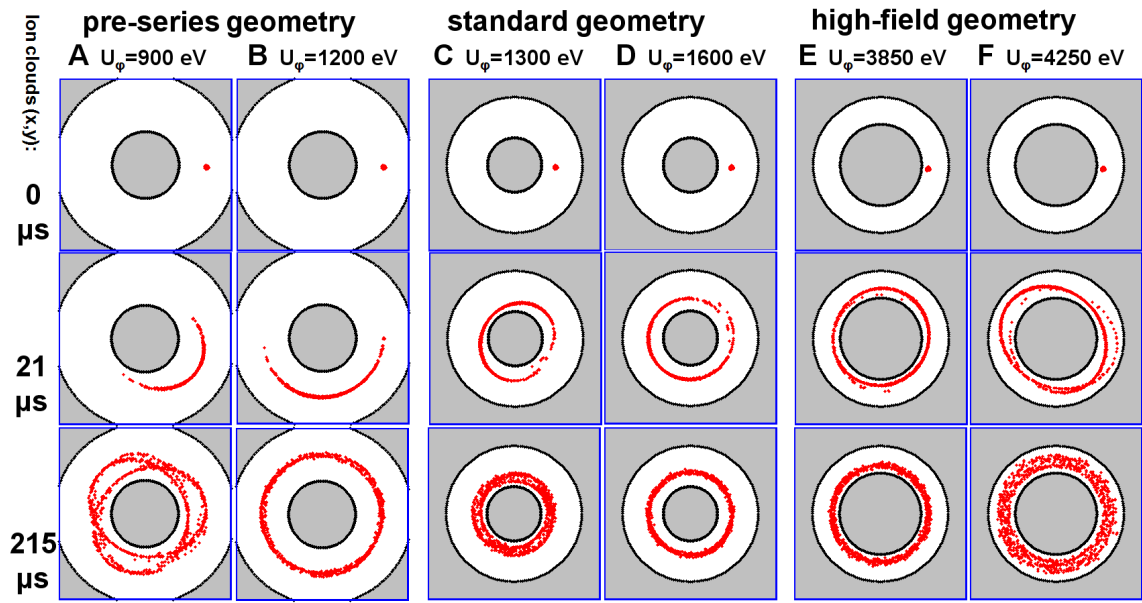 pre-series geometry
standard geometry
high-field geometry
A Uφ=900 eV
B Uφ=1200 eV
C Uφ=1300 eV
D Uφ=1600 eV
E Uφ=3850 eV
F Uφ=4250 eV
Ion clouds (x,y):
0
µs
21
µs
215
µs